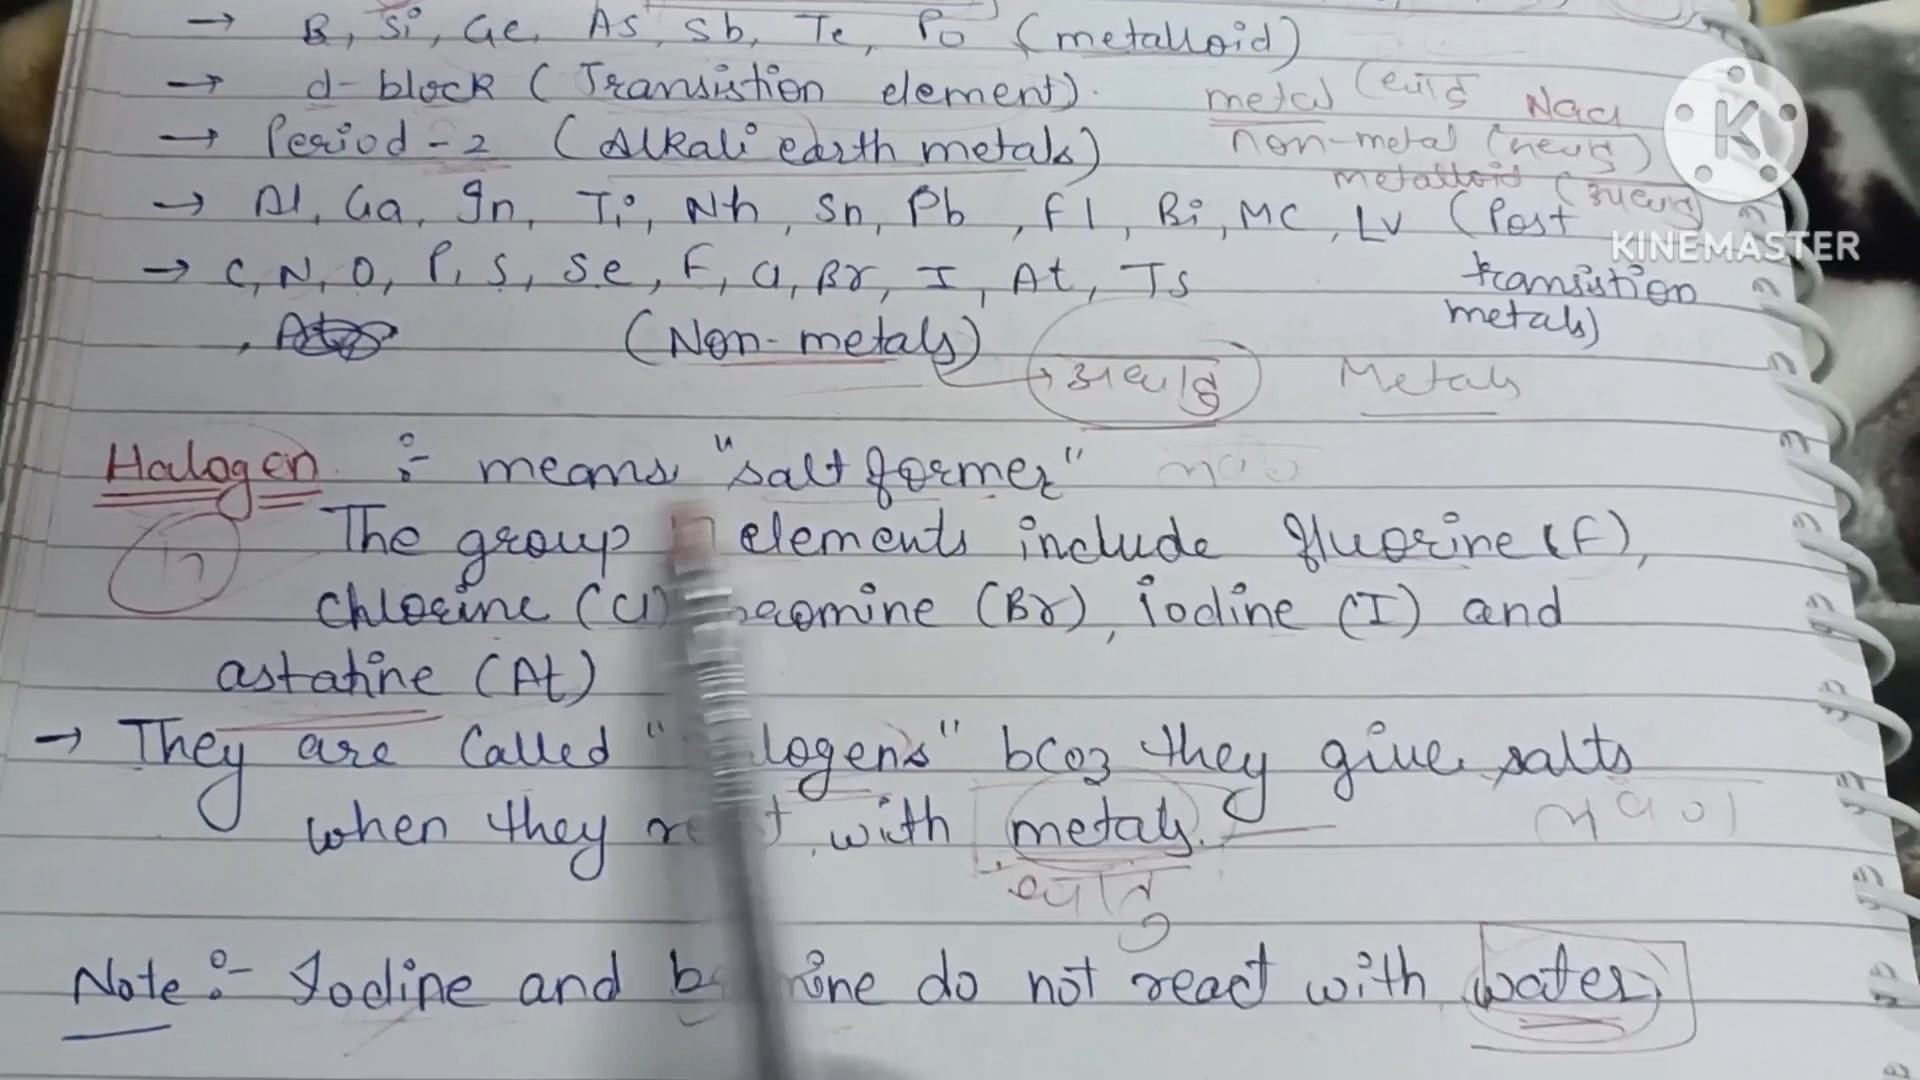 → B, Si, Ge, As, Sb, Te, Po (metalloid)
→ d-block (Transistion element).
metal (धातु NaCl
→ Period-2 (Alkali earth metals)
non-metal
metalloid
→ Al, Ga, In, Ti, Nh, Sn, Pb, Fl, Bi, MC, Lv (Post
transistion
metals)
KINEMASTER
→ C, N, O, P, S, Se, F, Cl, Br, I, At, Ts
(Non-metals)
→ अधातु
Metals
Halogen :- means "salt former"
17
The group elements include fluorine (F),
chlorine (Cl) (Br), iodine (I) and
astatine (At)
→ They are called " logens" bcoz they give salts
when they with metals.
धातु
Note :- Iodine and do not react with water